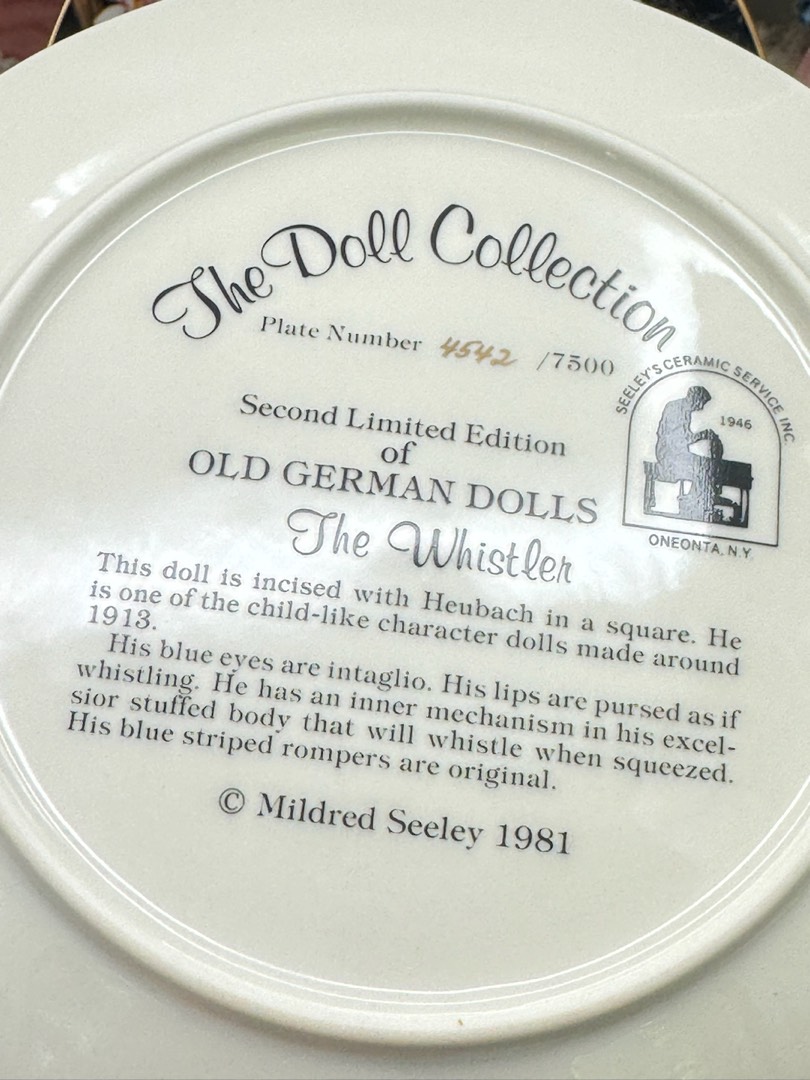 The Doll Collection
Plate Number 4542 /7500
SEELEY'S CERAMIC SERVICE INC.
1946
ONEONTA, N.Y.
Second Limited Edition
of
OLD GERMAN DOLLS
The Whistler
This doll is incised with Heubach in a square. He
is one of the child-like character dolls made around
1913.
His blue eyes are intaglio. His lips are pursed as if
whistling. He has an inner mechanism in his excel-
sior stuffed body that will whistle when squeezed.
His blue striped rompers are original.
© Mildred Seeley 1981